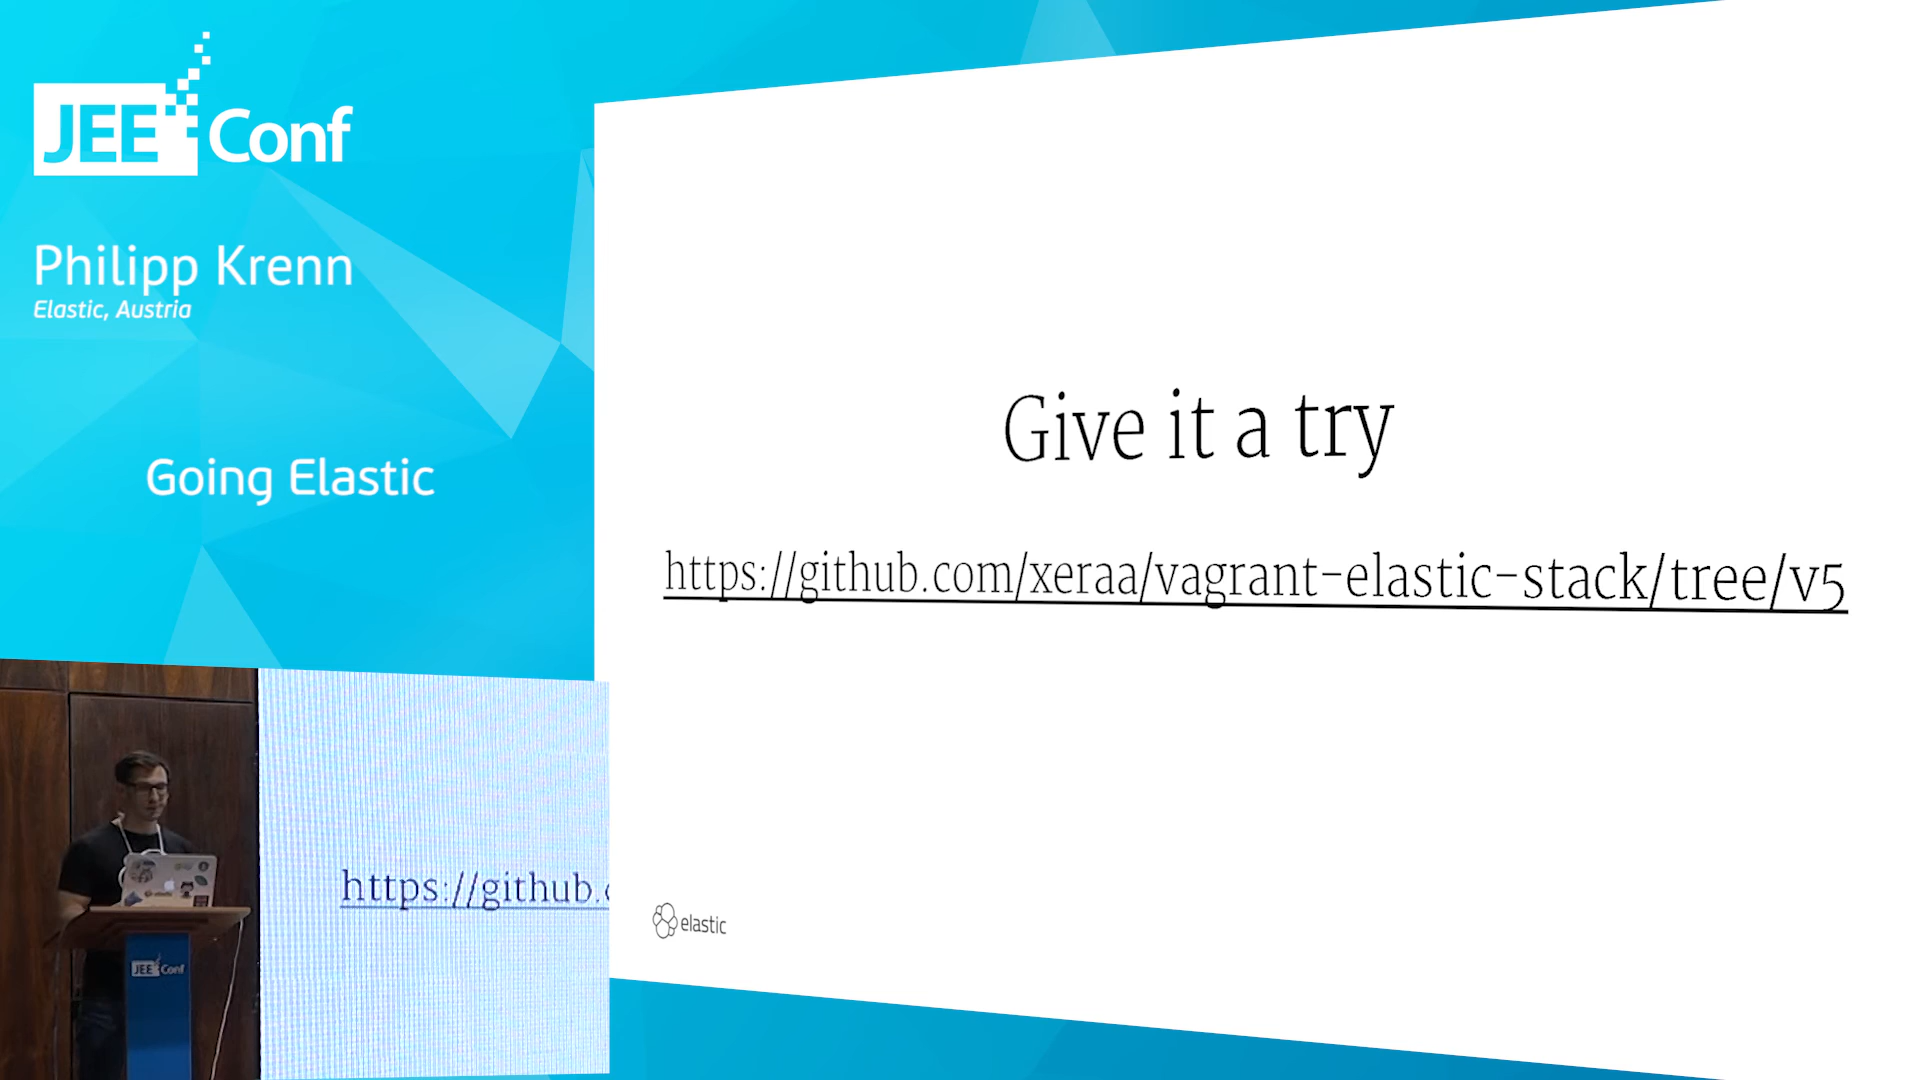 JEE Conf
Philipp Krenn
Elastic, Austria
Going Elastic
Give it a try
https://github.com/xeraa/vagrant-elastic-stack/tree/v5
elastic
https://github.c
JEE Conf